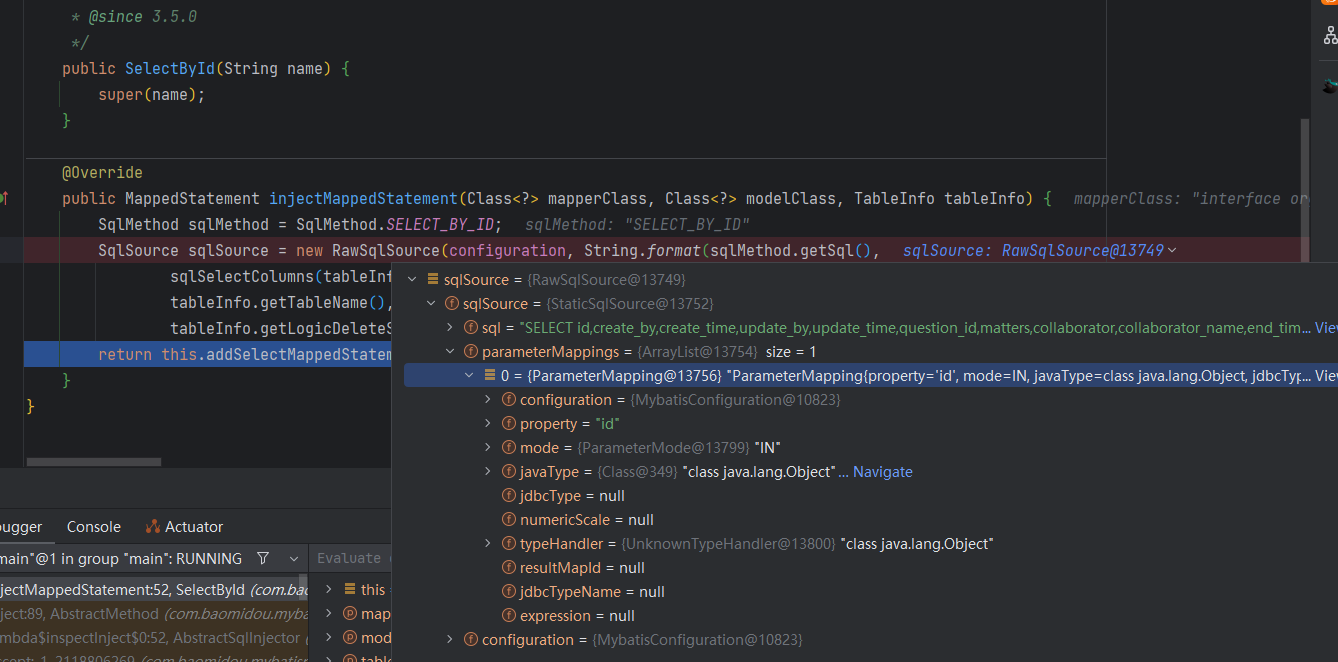 * @since 3.5.0
*/
public SelectById(String name) {
super(name);
}
@Override
public MappedStatement injectMappedStatement(Class<?> mapperClass, Class<?> modelClass, TableInfo tableInfo) { mapperClass: "interface or
SqlMethod sqlMethod = SqlMethod.SELECT_BY_ID; sqlMethod: "SELECT_BY_ID"
SqlSource sqlSource = new RawSqlSource(configuration, String.format(sqlMethod.getSql(), sqlSource: RawSqlSource@13749
sqlSelectColumns(tableInf
tableInfo.getTableName(),
tableInfo.getLogicDeleteS
return this.addSelectMappedStatem
}
}
sqlSource = {RawSqlSource@13749}
sqlSource = {StaticSqlSource@13752}
sql = "SELECT id,create_by,create_time,update_by,update_time,question_id,matters,collaborator,collaborator_name,end_tim... View
parameterMappings = {ArrayList@13754} size = 1
0 = {ParameterMapping@13756} "ParameterMapping{property='id', mode=IN, javaType=class java.lang.Object, jdbcTyp... View
configuration = {MybatisConfiguration@10823}
property = "id"
mode = {ParameterMode@13799} "IN"
javaType = {Class@349} "class java.lang.Object"... Navigate
jdbcType = null
numericScale = null
typeHandler = {UnknownTypeHandler@13800} "class java.lang.Object"
resultMapId = null
jdbcTypeName = null
expression = null
configuration = {MybatisConfiguration@10823}
ugger Console Actuator
main"@1 in group "main": RUNNING
Evaluate
jectMappedStatement:52, SelectById (com.bao
ject:89, AbstractMethod (com.baomidou.myba
mbda$inspectInject$0:52, AbstractSqlInjector (
ccept:-1, 2118806269 (com.baomidou.mybatisp
this
map
mod
table